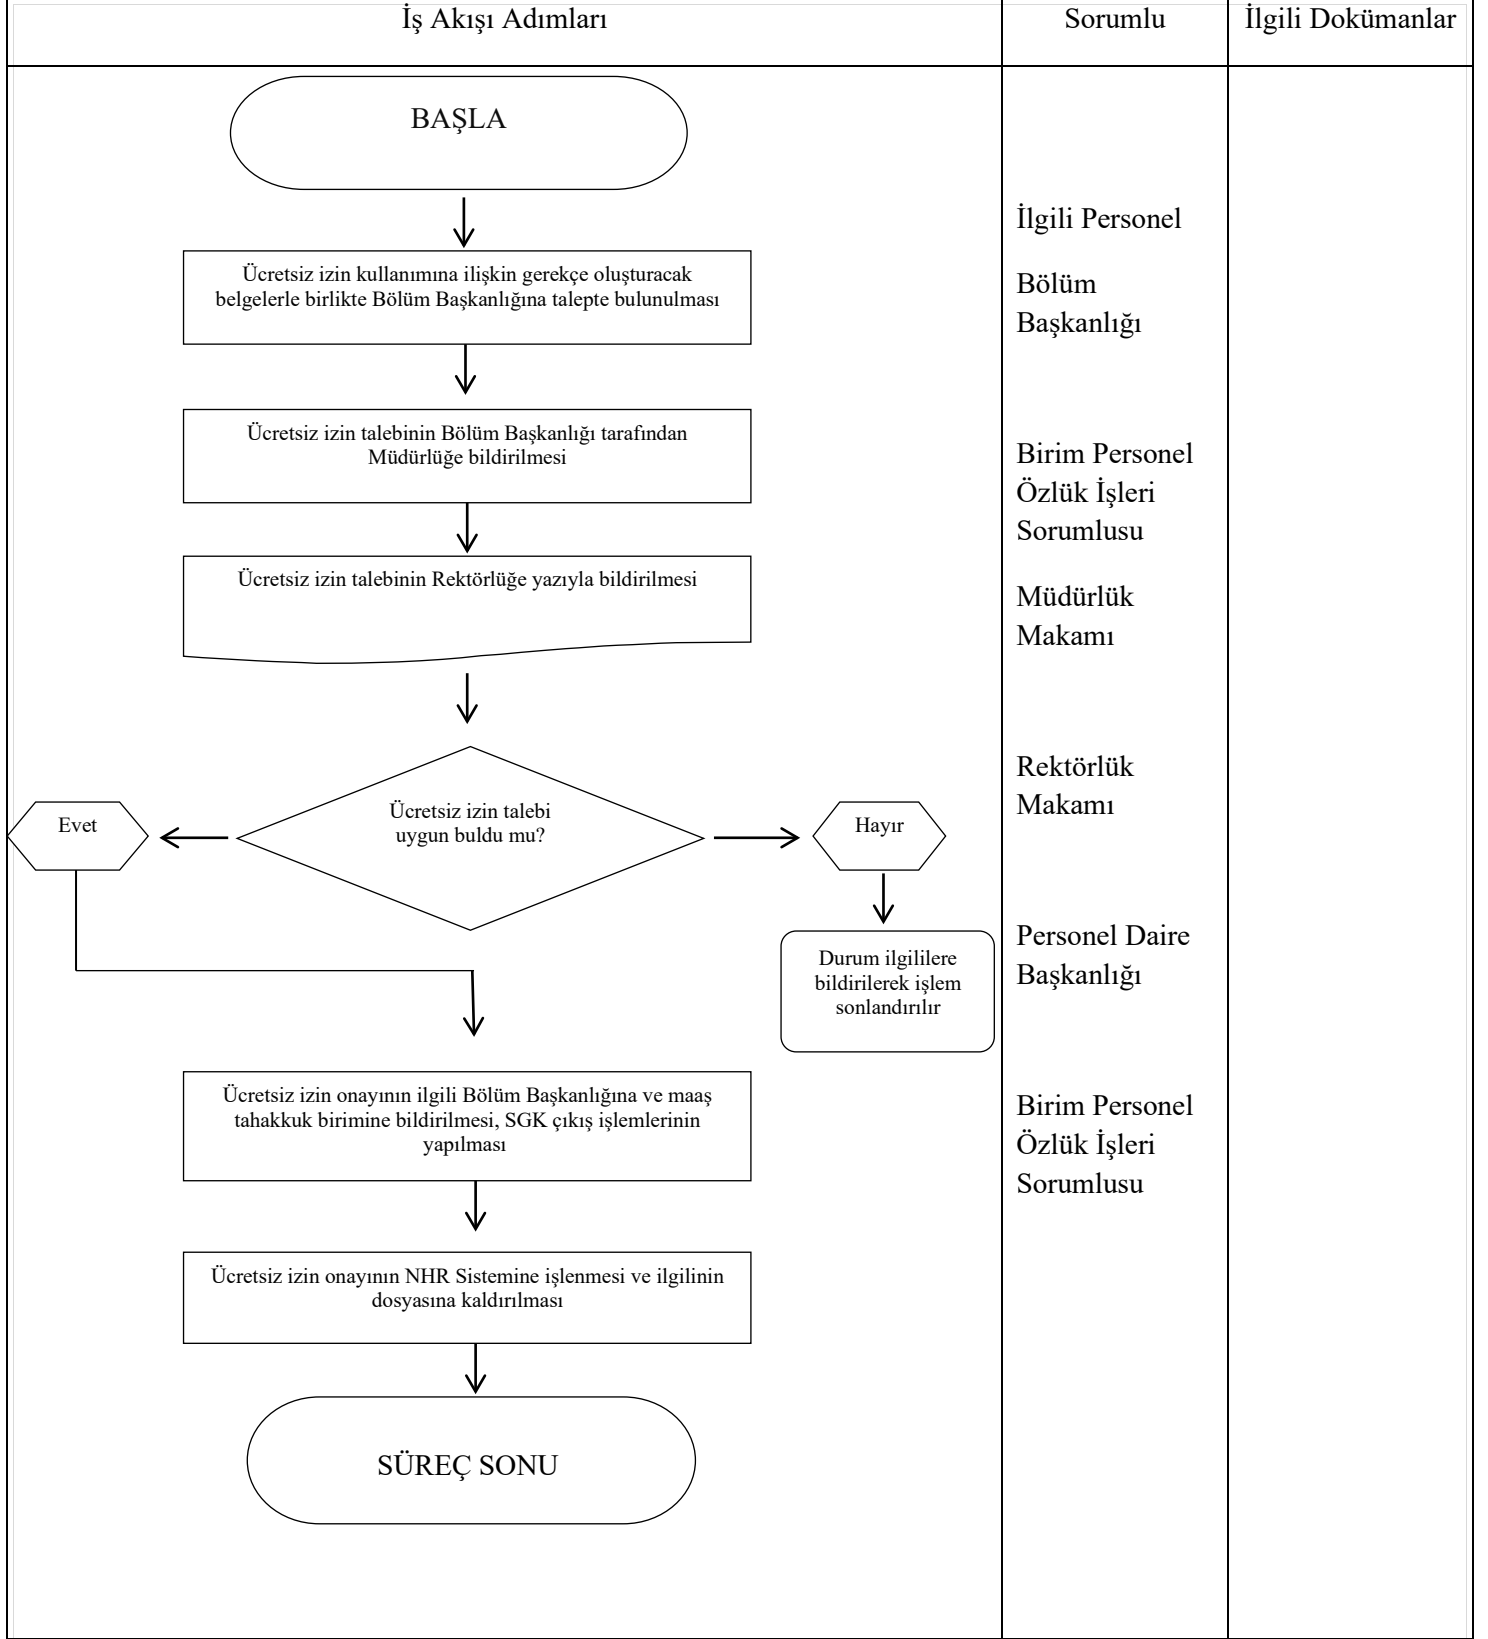 İş Akışı Adımları
Sorumlu
İlgili Dokümanlar
BAŞLA
Ücretsiz izin kullanımına ilişkin gerekçe oluşturacak
belgelerle birlikte Bölüm Başkanlığına talepte bulunulması
Ücretsiz izin talebinin Bölüm Başkanlığı tarafından
Müdürlüğe bildirilmesi
Ücretsiz izin talebinin Rektörlüğe yazıyla bildirilmesi
Ücretsiz izin talebi
uygun buldu mu?
Evet
Hayır
Durum ilgililere
bildirilerek işlem
sonlandırılır
Ücretsiz izin onayının ilgili Bölüm Başkanlığına ve maaş
tahakkuk birimine bildirilmesi, SGK çıkış işlemlerinin
yapılması
Ücretsiz izin onayının NHR Sistemine işlenmesi ve ilgilinin
dosyasına kaldırılması
SÜREÇ SONU
İlgili Personel
Bölüm
Başkanlığı
Birim Personel
Özlük İşleri
Sorumlusu
Müdürlük
Makamı
Rektörlük
Makamı
Personel Daire
Başkanlığı
Birim Personel
Özlük İşleri
Sorumlusu